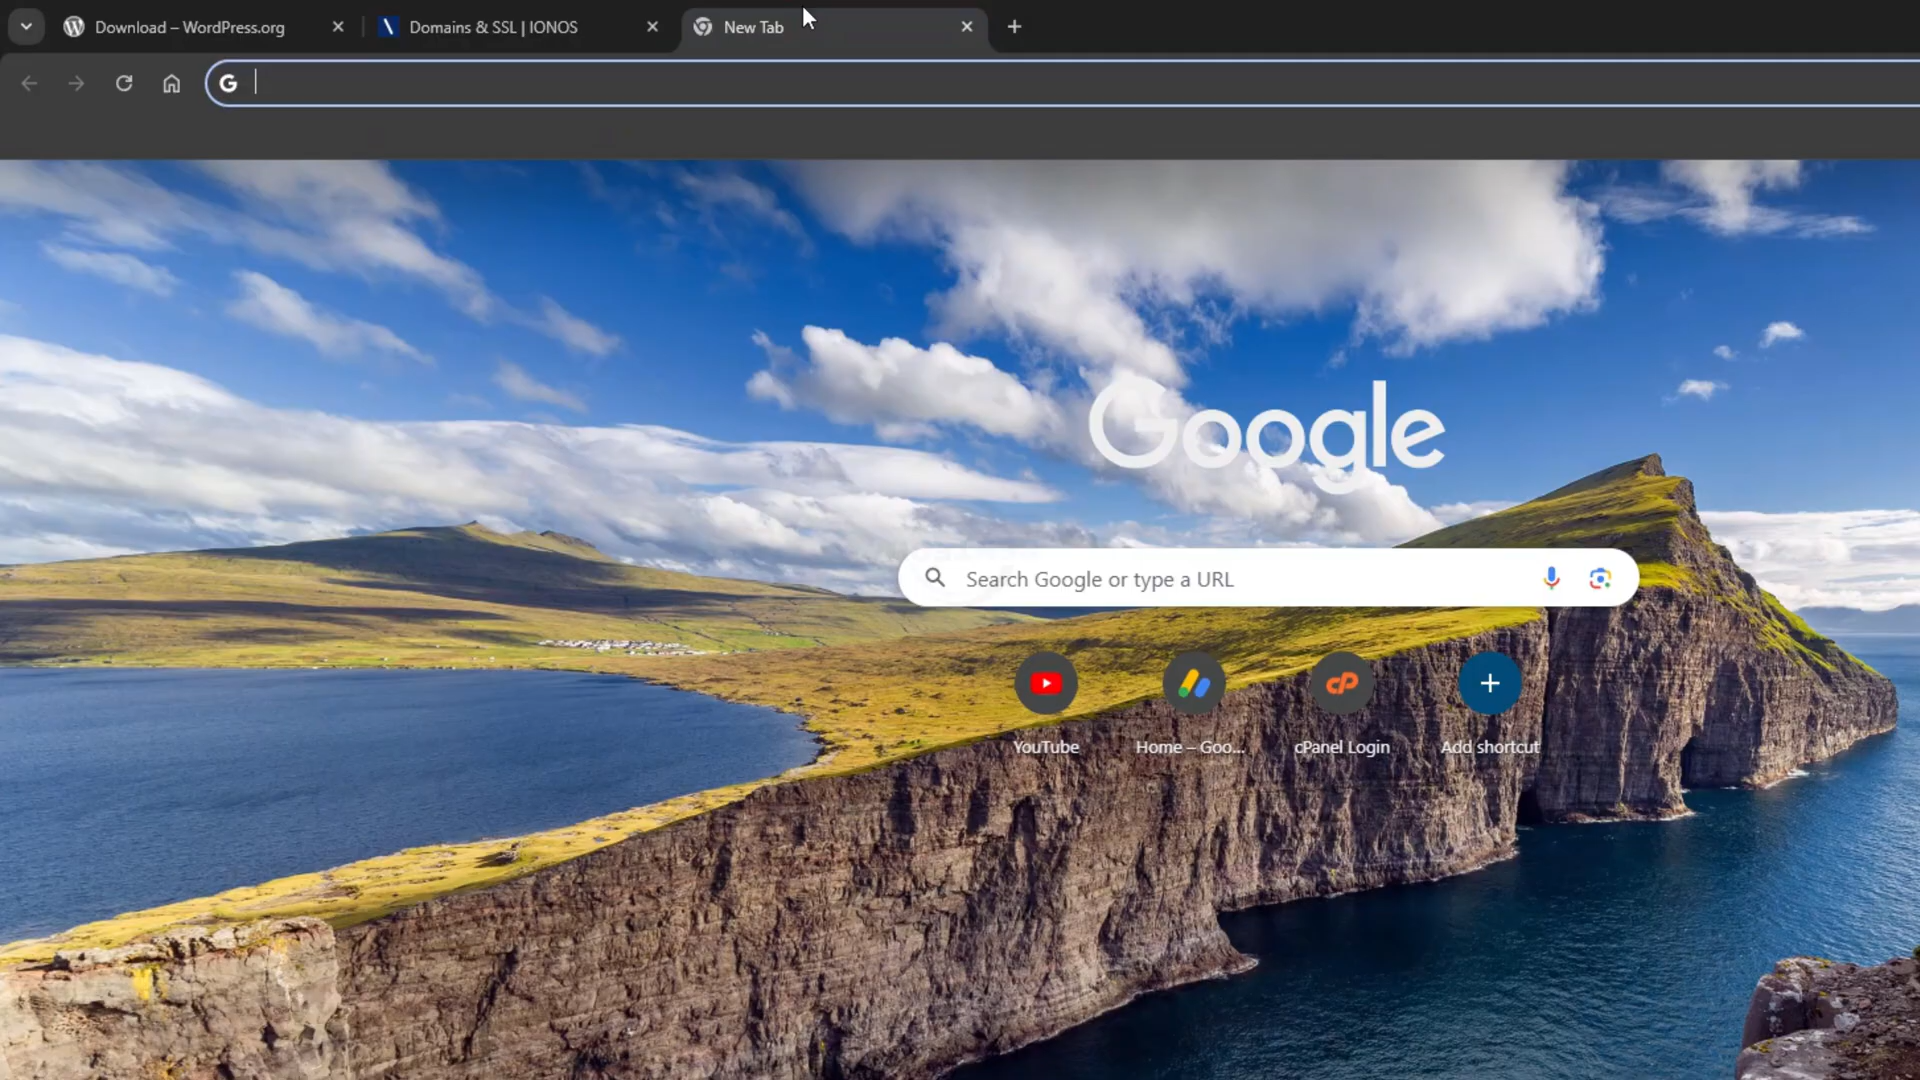 Download – WordPress.org
Domains & SSL | IONOS
New Tab
Google
Search Google or type a URL
YouTube
Home – Goo...
cPanel Login
Add shortcut